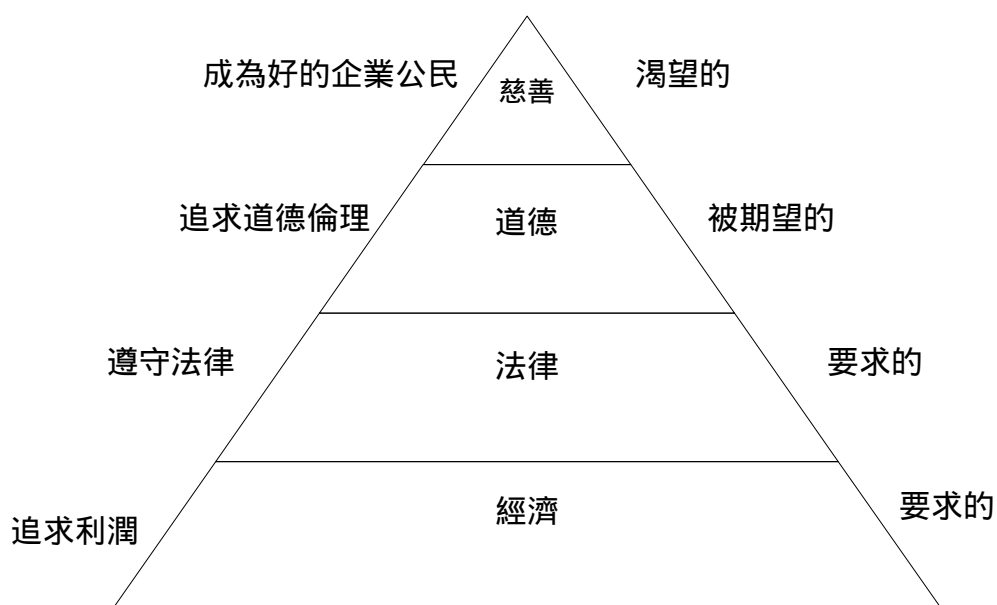 成為好的企業公民 慈善 渴望的
追求道德倫理 道德 被期望的
遵守法律 法律 要求的
追求利潤 經濟 要求的